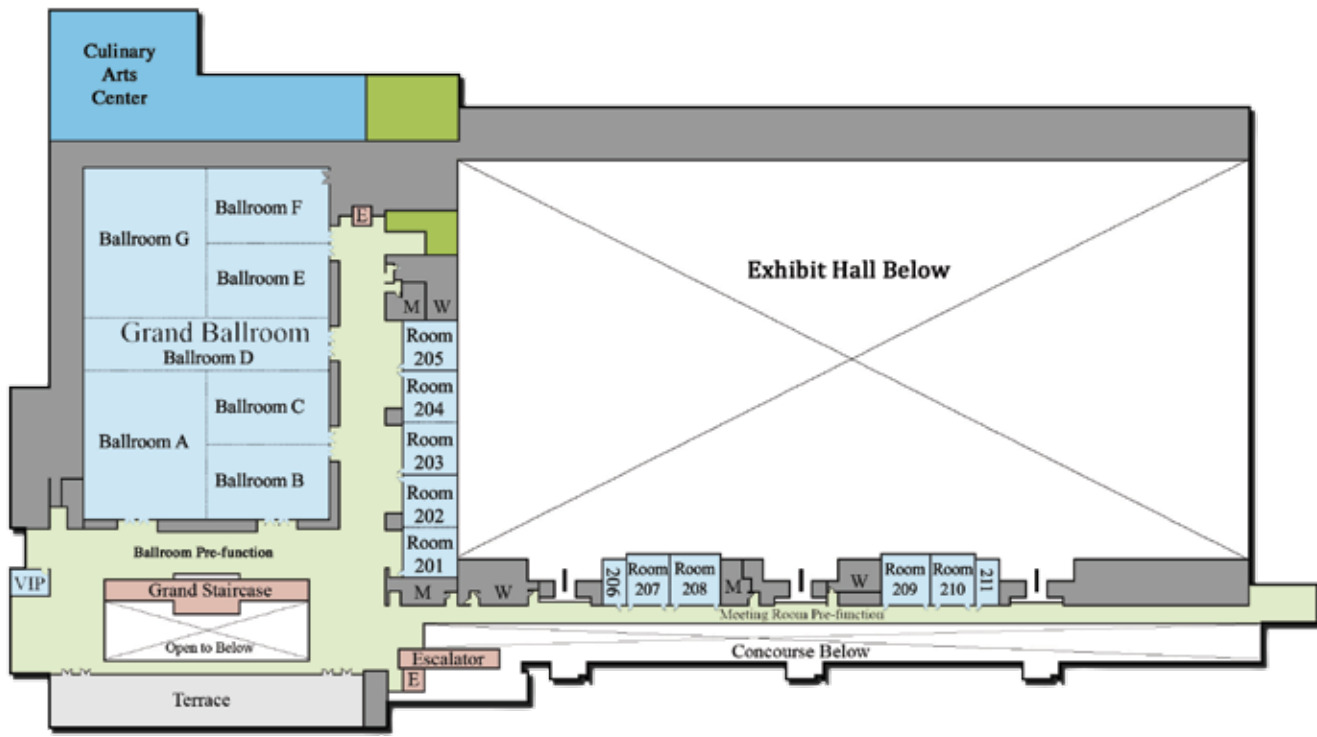 Culinary
Arts
Center
Ballroom F
Ballroom G
E
Ballroom E
Exhibit Hall Below
M
W
Grand Ballroom
Ballroom D
Room
205
Room
204
Ballroom C
Ballroom A
Room
203
Ballroom B
Room
202
Room
201
Ballroom Pre-function
VIP
Grand Staircase
Open to Below
M
W
206
Room
207
Room
208
M
W
Room
209
Room
210
211
Meeting Room Pre-function
Concourse Below
Escalator
E
Terrace